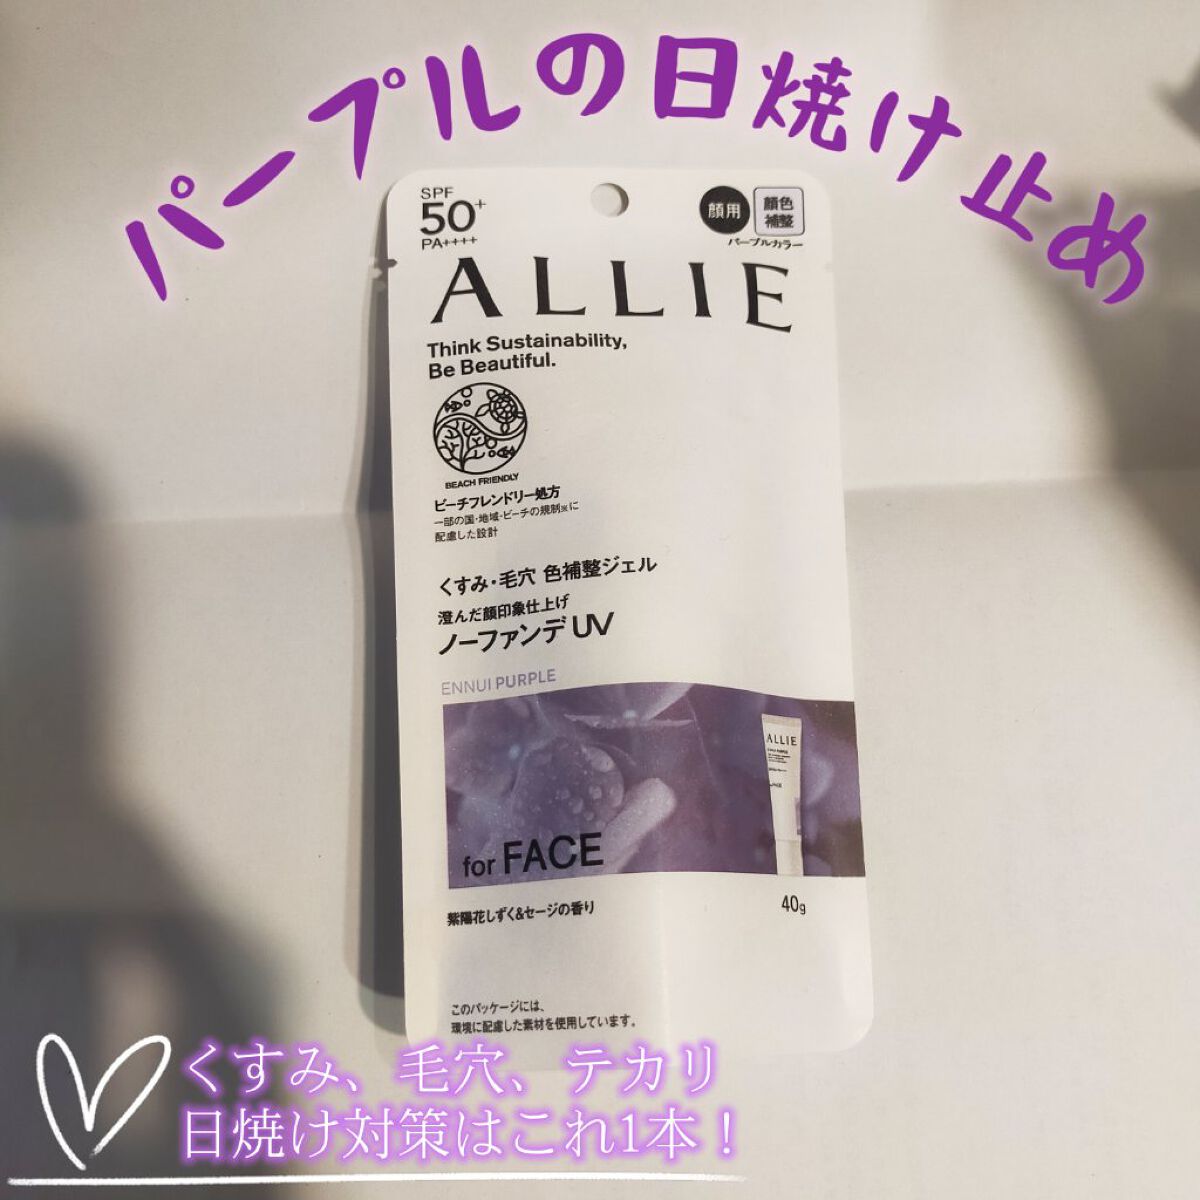 パープルの日焼け止め
SPF
50+
PA++++
顔用
顔色
補整
パープルカラー
ALLIE
Think Sustainability,
Be Beautiful.
BEACH FRIENDLY
ビーチフレンドリー処方
一部の国・地域・ビーチの規制※に
配慮した設計
くすみ・毛穴 色補整ジェル
澄んだ顔印象仕上げ
ノーファンデ UV
ENNUI PURPLE
ALLIE
for FACE
紫陽花しずく&セージの香り
40g
このパッケージには、
環境に配慮した素材を使用しています。
くすみ、毛穴、テカリ
日焼け対策はこれ1本！